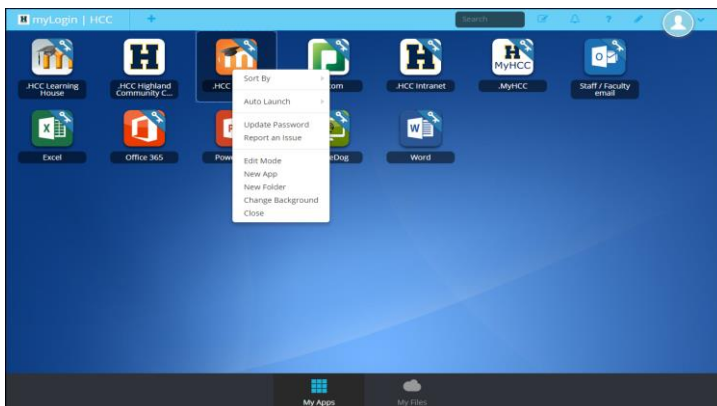 myLogin | HCC
+
Search
?
H
H
MyHCC
.HCC Learning
House
.HCC Highland
Community C...
.HCC
com
.HCC Intranet
.MyHCC
Staff / Faculty
email
Excel
Office 365
Pow
eDog
Word
Sort By
Auto Launch
Update Password
Report an issue
Edit Mode
New App
New Folder
Change Background
Close
My Apps
My Files